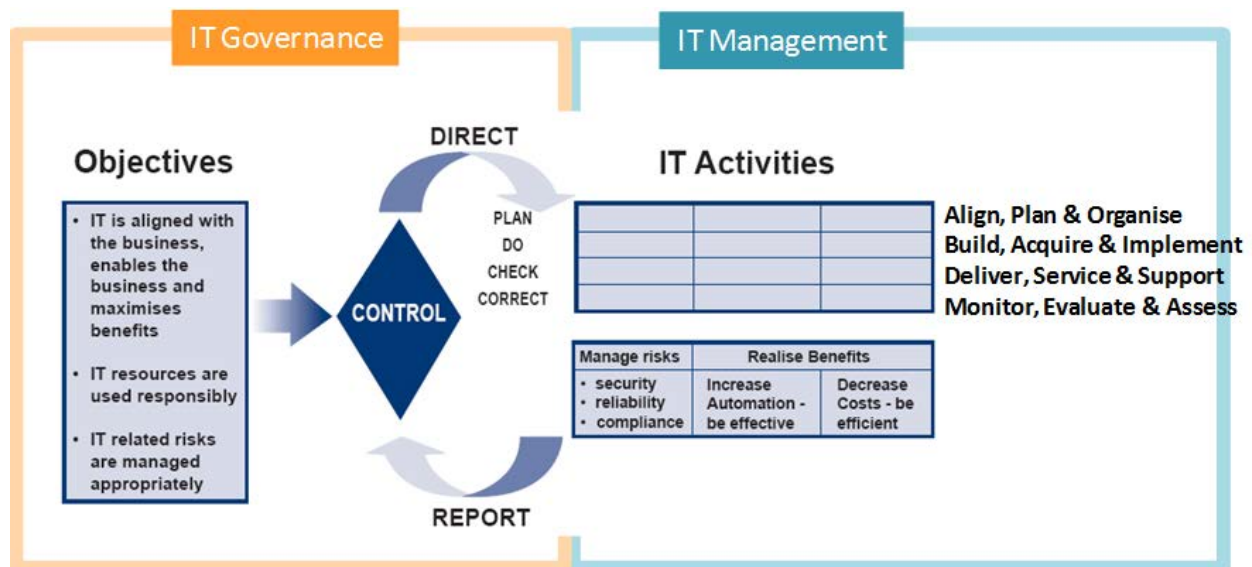 IT Governance
IT Management
Objectives
• IT is aligned with
the business,
enables the
business and
maximises
benefits
• IT resources are
used responsibly
• IT related risks
are managed
appropriately
CONTROL
DIRECT
PLAN
DO
CHECK
CORRECT
REPORT
IT Activities
Align, Plan & Organise
Build, Acquire & Implement
Deliver, Service & Support
Monitor, Evaluate & Assess
Manage risks
• security
• reliability
• compliance
Realise Benefits
Increase
Automation -
be effective
Decrease
Costs - be
efficient